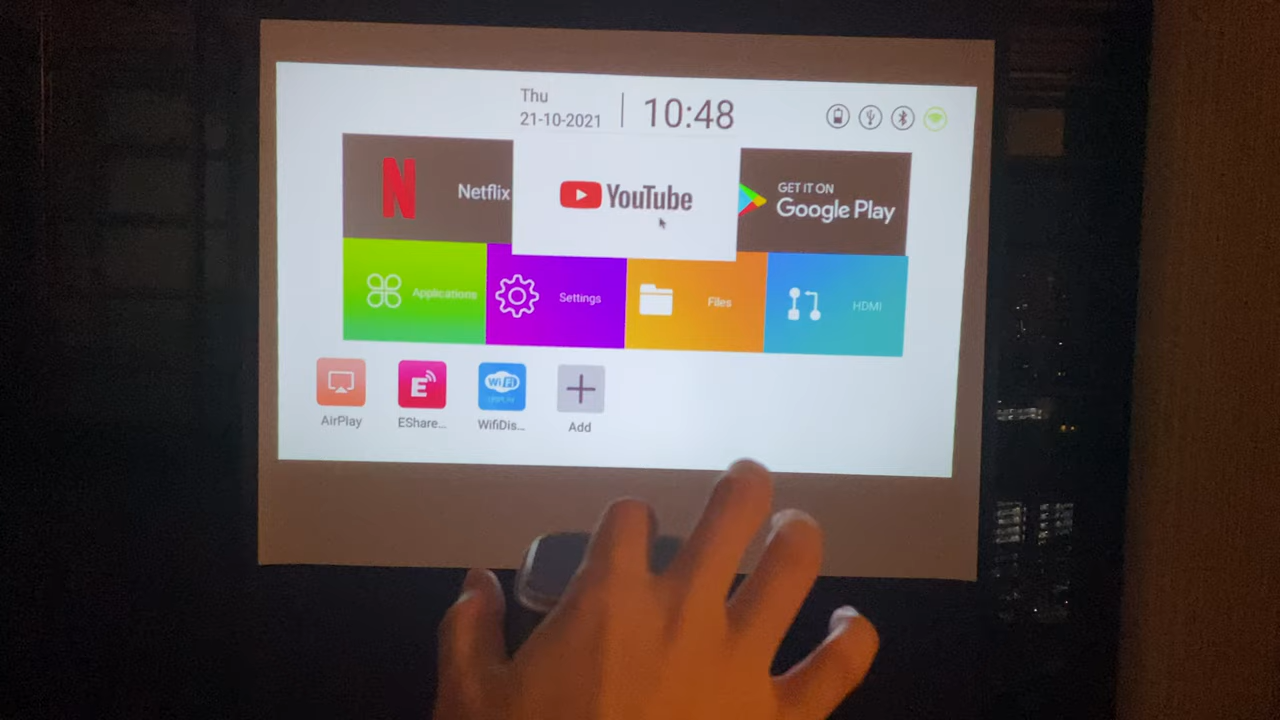 Thu
21-10-2021
10:48
N
Netflix
YouTube
GET IT ON
Google Play
Applications
Settings
Files
HDMI
E
WiFi
AirPlay
EShare...
WifiDis...
Add